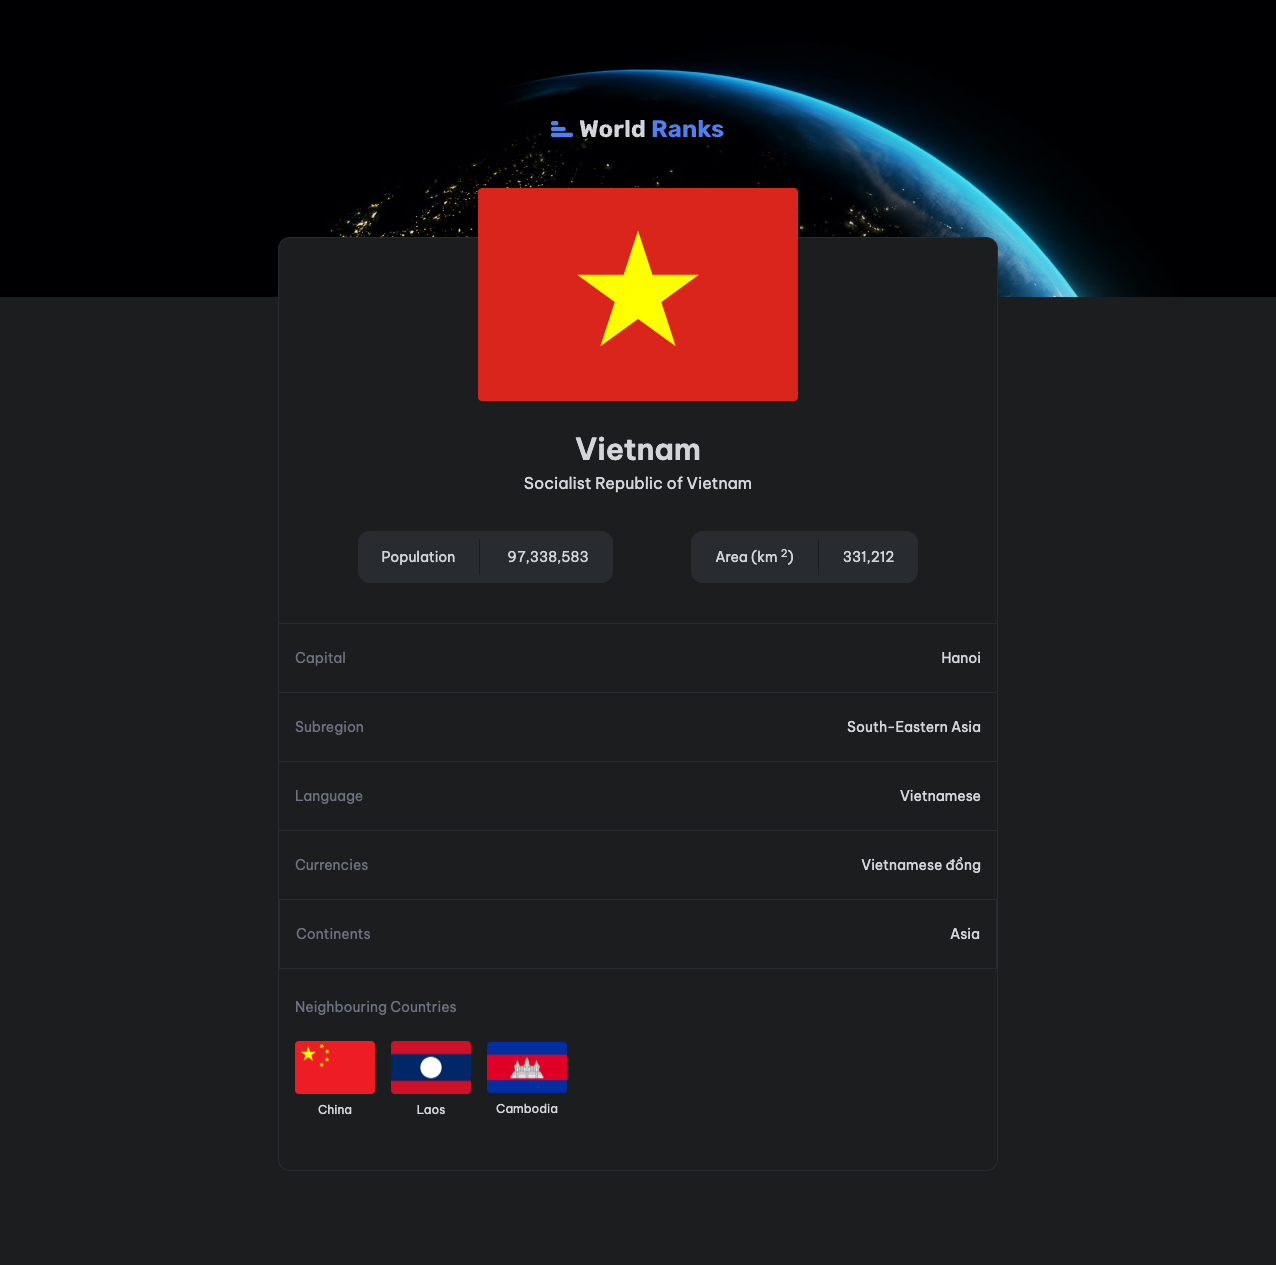 World Ranks
Vietnam
Socialist Republic of Vietnam
Population 97,338,583
Area (km ²) 331,212
Capital Hanoi
Subregion South-Eastern Asia
Language Vietnamese
Currencies Vietnamese đồng
Continents Asia
Neighbouring Countries
China Laos Cambodia